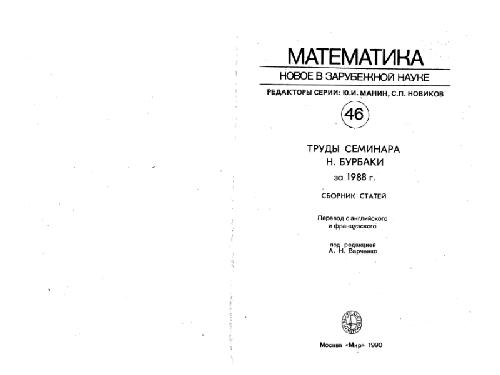 МАТЕМАТИКА
НОВОЕ В ЗАРУБЕЖНОЙ НАУКЕ
РЕДАКТОРЫ СЕРИИ: Ю.И. МАНИН, С.П. НОВИКОВ
46
ТРУДЫ СЕМИНАРА
Н. БУРБАКИ
за 1988 г.
СБОРНИК СТАТЕЙ
Перевод с английского
и французского
под редакцией
А. Н. Варченко
Москва «Мир» 1990